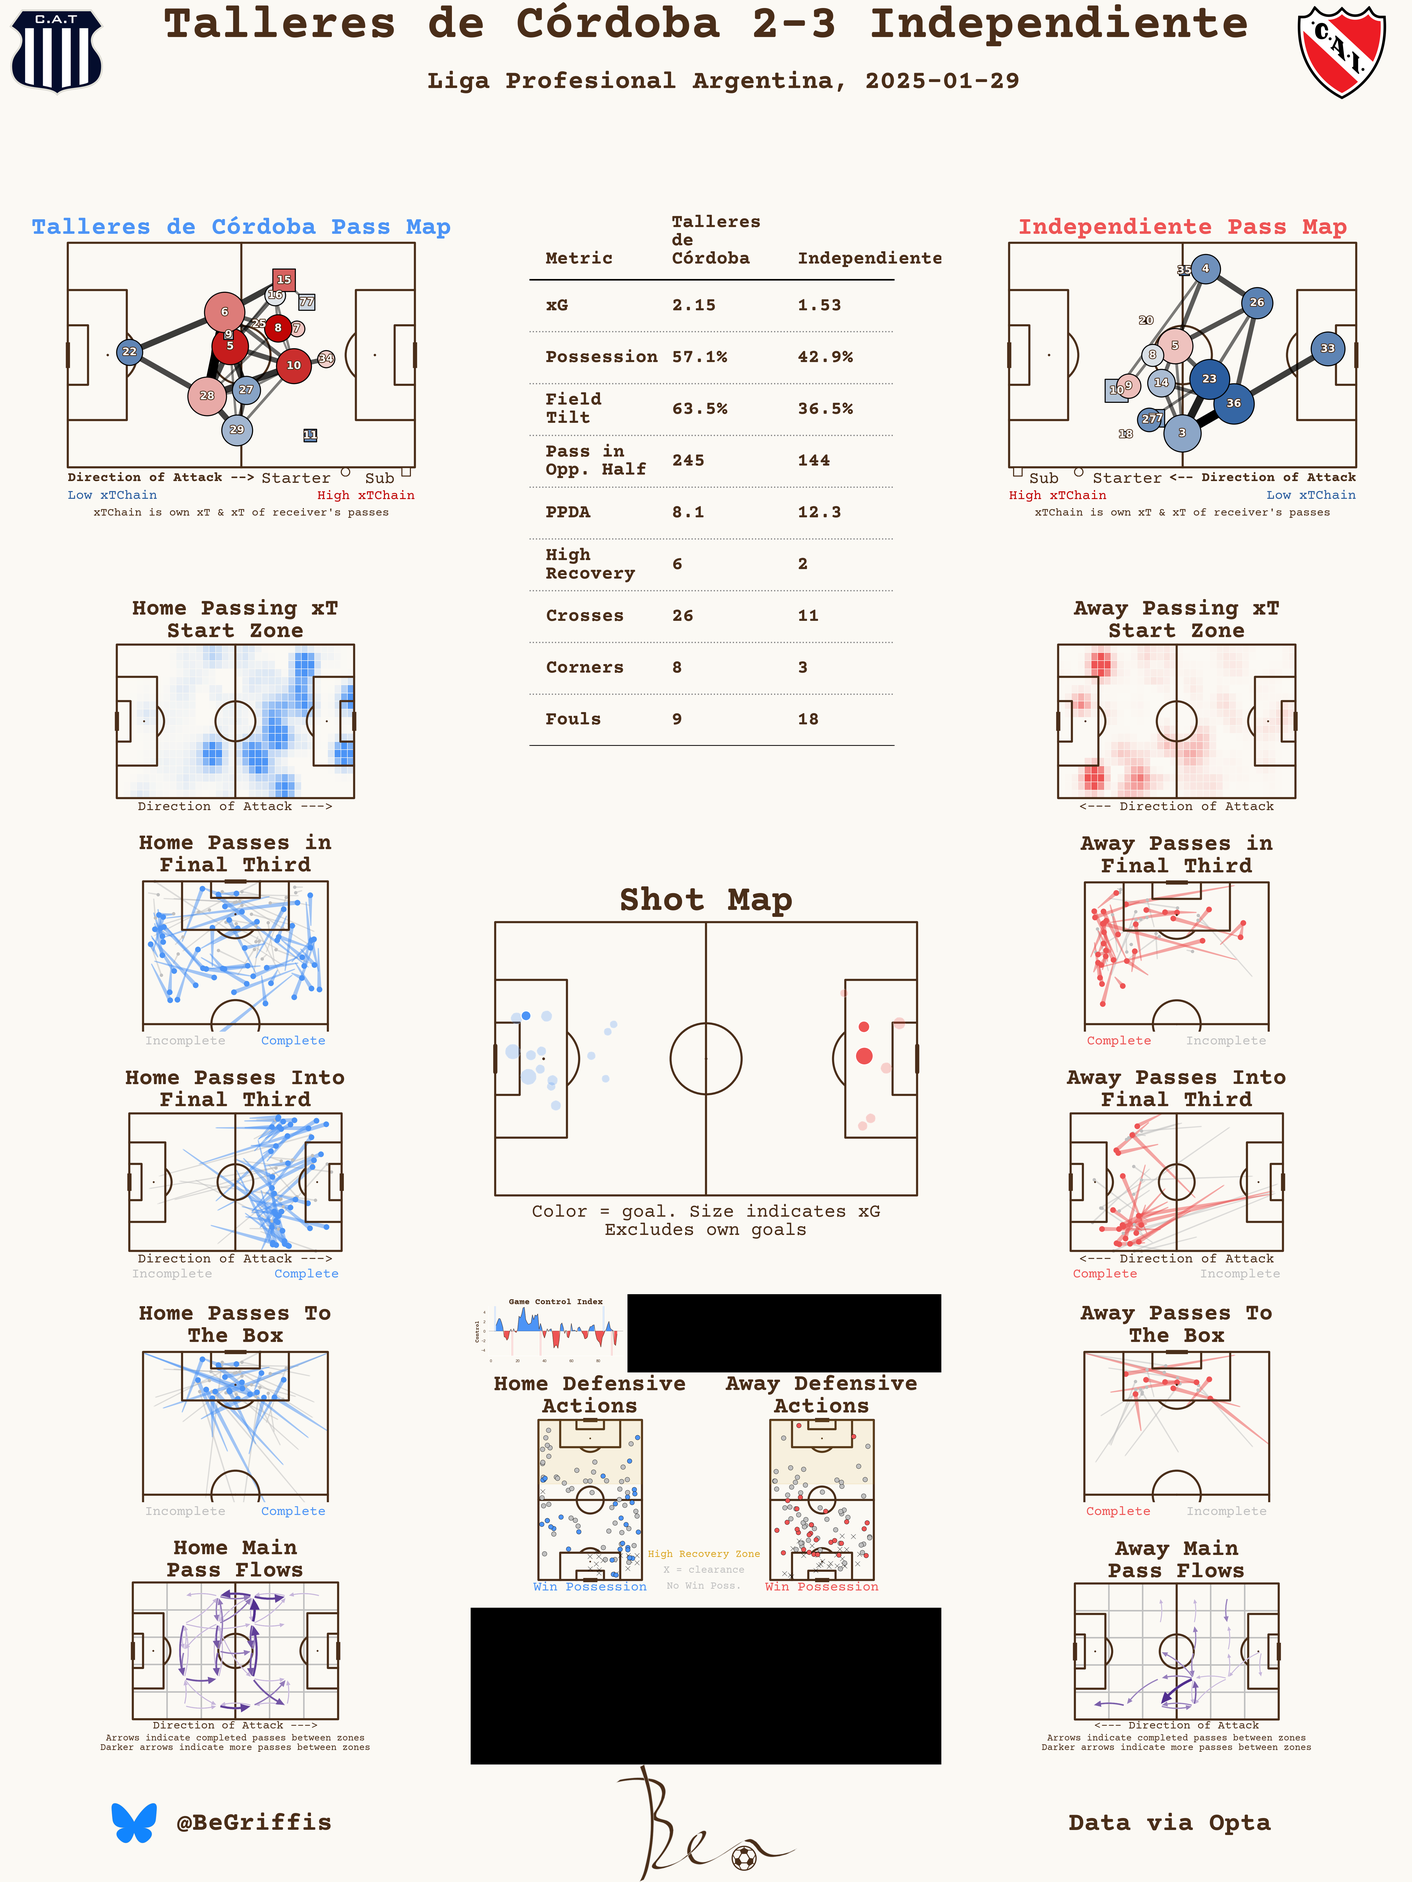 Talleres de Córdoba 2-3 Independiente
Liga Profesional Argentina, 2025-01-29
C.A.T
C.A.I.
Talleres de Córdoba Pass Map
22
6
9
5
28
27
29
25
8
7
10
34
15
16
77
11
Direction of Attack --> Starter Sub
Low xTChain High xTChain
xTChain is own xT & xT of receiver's passes
Metric Talleres de Córdoba Independiente
xG 2.15 1.53
Possession 57.1% 42.9%
Field Tilt 63.5% 36.5%
Pass in Opp. Half 245 144
PPDA 8.1 12.3
High Recovery 6 2
Crosses 26 11
Corners 8 3
Fouls 9 18
Independiente Pass Map
35
4
26
20
5
8
33
10
9
14
23
36
27
7
18
3
Sub Starter <-- Direction of Attack
High xTChain Low xTChain
xTChain is own xT & xT of receiver's passes
Home Passing xT
Start Zone
Direction of Attack --->
Away Passing xT
Start Zone
<--- Direction of Attack
Home Passes in
Final Third
Incomplete Complete
Away Passes in
Final Third
Complete Incomplete
Shot Map
Color = goal. Size indicates xG
Excludes own goals
Home Passes Into
Final Third
Direction of Attack --->
Incomplete Complete
Away Passes Into
Final Third
<--- Direction of Attack
Complete Incomplete
Game Control Index
Control
0 20 40 60 80
Home Passes To
The Box
Incomplete Complete
Away Passes To
The Box
Complete Incomplete
Home Defensive
Actions
Win Possession
Away Defensive
Actions
Win Possession
High Recovery Zone
X = clearance
No Win Poss.
Home Main
Pass Flows
Direction of Attack --->
Arrows indicate completed passes between zones
Darker arrows indicate more passes between zones
Away Main
Pass Flows
<--- Direction of Attack
Arrows indicate completed passes between zones
Darker arrows indicate more passes between zones
@BeGriffis
Ben
Data via Opta